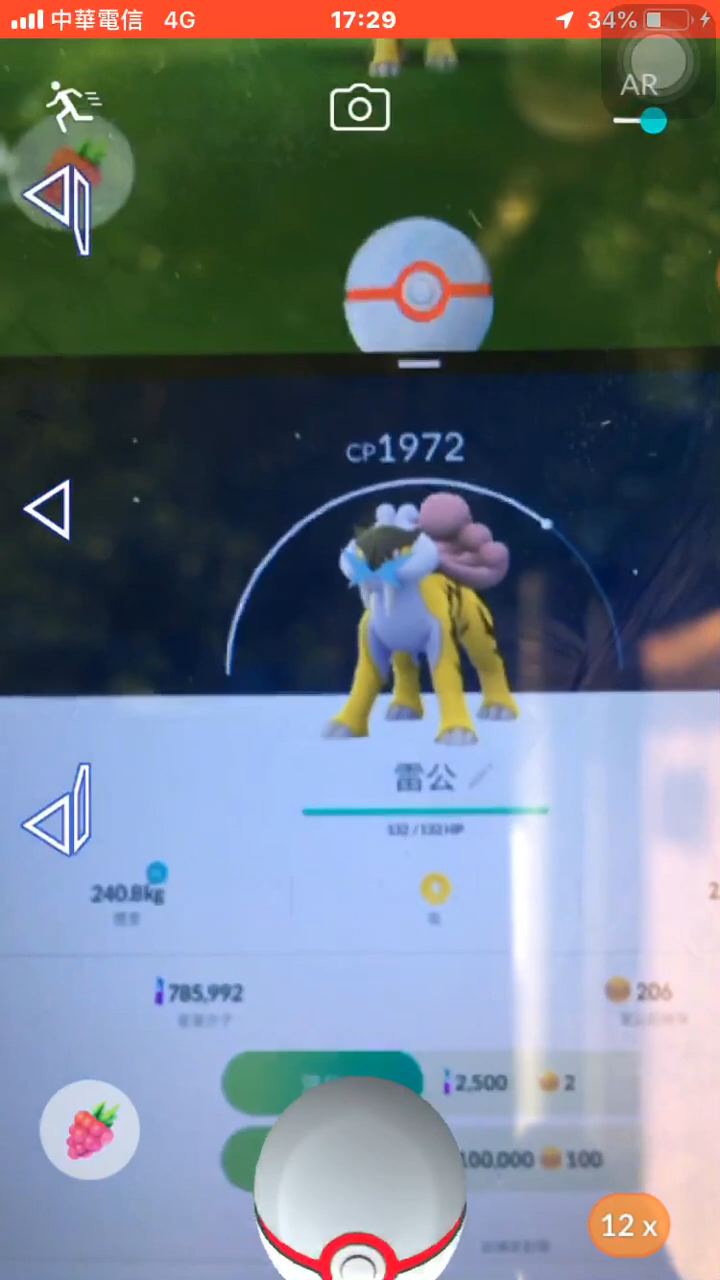 中華電信 4G 17:29 34%
AR
CP1972
雷公
132 / 132 HP
240.8kg
785,992 206
2,500 2
100,000 100
12 x